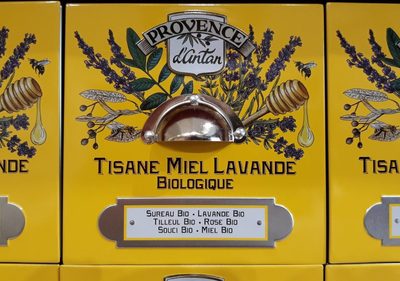 PROVENCE
d'Antan
TISANE MIEL LAVANDE
BIOLOGIQUE
SUREAU BIO - LAVANDE BIO
TILLEUL BIO - ROSE BIO
SOUCI BIO - MIEL BIO
NDE
TISA
PROVENCE